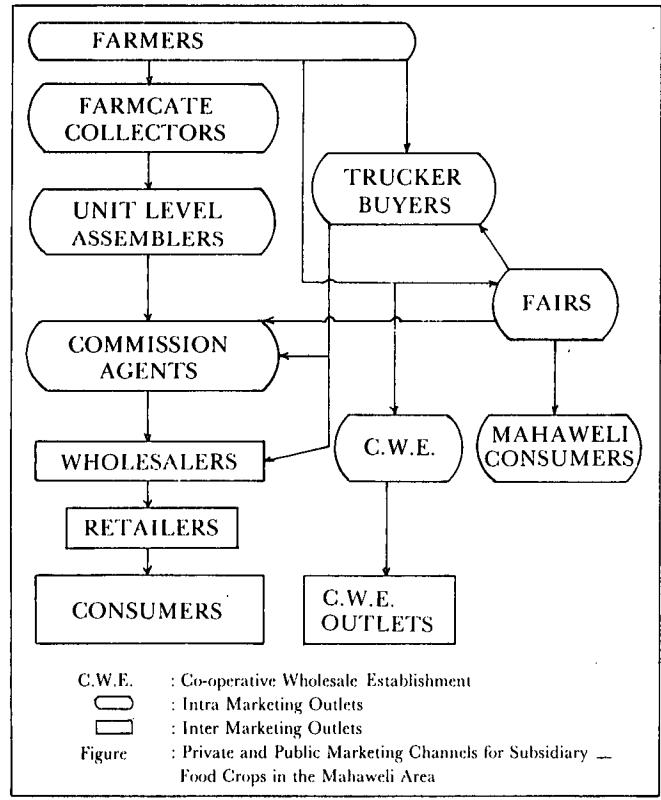 FARMERS
FARMCATE
COLLECTORS
TRUCKER
BUYERS
UNIT LEVEL
ASSEMBLERS
FAIRS
COMMISSION
AGENTS
MAHAWELI
CONSUMERS
C.W.E.
WHOLESALERS
RETAILERS
CONSUMERS
C.W.E.
OUTLETS
C.W.E. : Co-operative Wholesale Establishment
: Intra Marketing Outlets
: Inter Marketing Outlets
Figure : Private and Public Marketing Channels for Subsidiary —
Food Crops in the Mahaweli Area